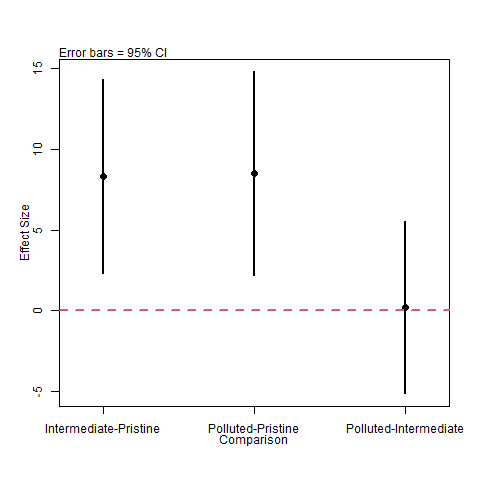 Error bars = 95% CI
15
10
5
0
-5
Effect Size
Intermediate-Pristine
Polluted-Pristine
Polluted-Intermediate
Comparison